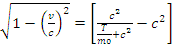 √(1 − (v/c)²) = [c² / (T/mo + c²) − c²]